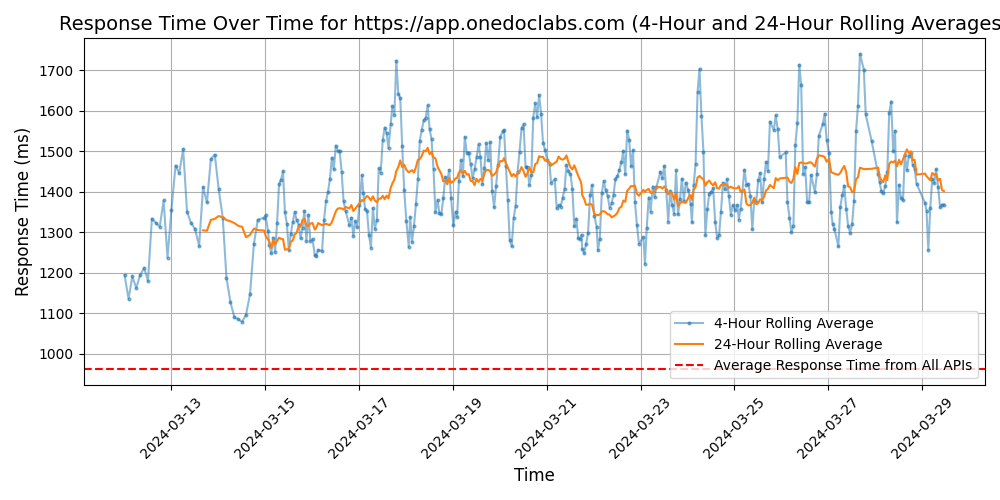 Response Time Over Time for https://app.onedoclabs.com (4-Hour and 24-Hour Rolling Averages
Response Time (ms)
1700
1600
1500
1400
1300
1200
1100
1000
4-Hour Rolling Average
24-Hour Rolling Average
Average Response Time from All APIs
2024-03-13
2024-03-15
2024-03-17
2024-03-19
2024-03-21
2024-03-23
2024-03-25
2024-03-27
2024-03-29
Time